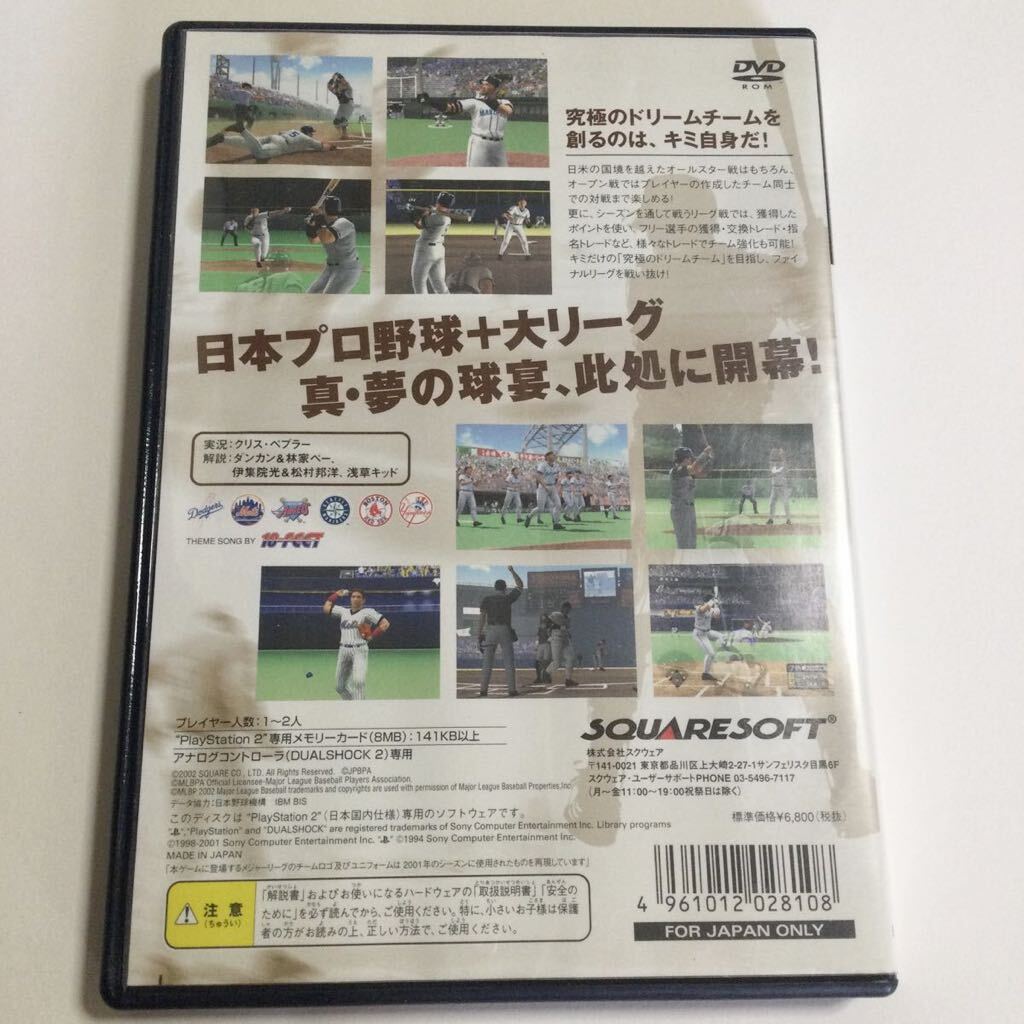 DVD
ROM
究極のドリームチームを
創るのは、キミ自身だ!
日米の国境を越えたオールスター戦はもちろん、
オープン戦ではプレイヤーの作成したチーム同士
での対戦まで楽しめる!
更に、シーズンを通して戦うリーグ戦では、獲得した
ポイントを使い、フリー選手の獲得・交換トレード・指
名トレードなど、様々なトレードでチーム強化も可能!
キミだけの「究極のドリームチーム」を目指し、ファイ
ナルリーグを戦い抜け!
日本プロ野球+大リーグ
真・夢の球宴、此処に開幕!
実況:クリス・ペプラー
解説:ダンカン&林家ペー、
伊集院光&松村邦洋、浅草キッド
Dodgers
Mets
BOSTON
RED SOX
THEME SONG BY 10-FEET
プレイヤー人数:1〜2人
"PlayStation 2"専用メモリーカード(8MB):141KB以上
アナログコントローラ(DUALSHOCK 2)専用
©2002 SQUARE CO., LTD. All Rights Reserved. ©JPBPA
©MLBPA Official Licensee-Major League Baseball Players Association.
©MLBP 2002 Major League Baseball trademarks and copyrights are used with permission of Major League Baseball Properties,Inc.
データ協力:日本野球機構 IBM BIS
このディスクは "PlayStation 2"(日本国内仕様)専用のソフトウェアです。
"PlayStation" and "DUALSHOCK" are registered trademarks of Sony Computer Entertainment Inc. Library programs
©1998-2001 Sony Computer Entertainment Inc. ©1994 Sony Computer Entertainment Inc.
MADE IN JAPAN
「本ゲームに登場するメジャーリーグのチームロゴ及びユニフォームは2001年のシーズンに使用されたものを再現しています」
SQUARESOFT®
株式会社スクウェア
〒141-0021 東京都品川区上大崎2-27-1サンフェリスタ目黒6F
スクウェア・ユーザーサポートPHONE 03-5496-7117
(月〜金11:00〜19:00祝祭日は除く)
標準価格¥6,800(税抜)
注意
(ちゅうい)
「解説書」およびお使いになるハードウェアの「取扱説明書」「安全の
ために」を必ず読んでから、ご使用ください。特に、小さいお子様は保護
者の方がお読みの上、正しい方法で、ご使用ください。
4 961012 028108
FOR JAPAN ONLY